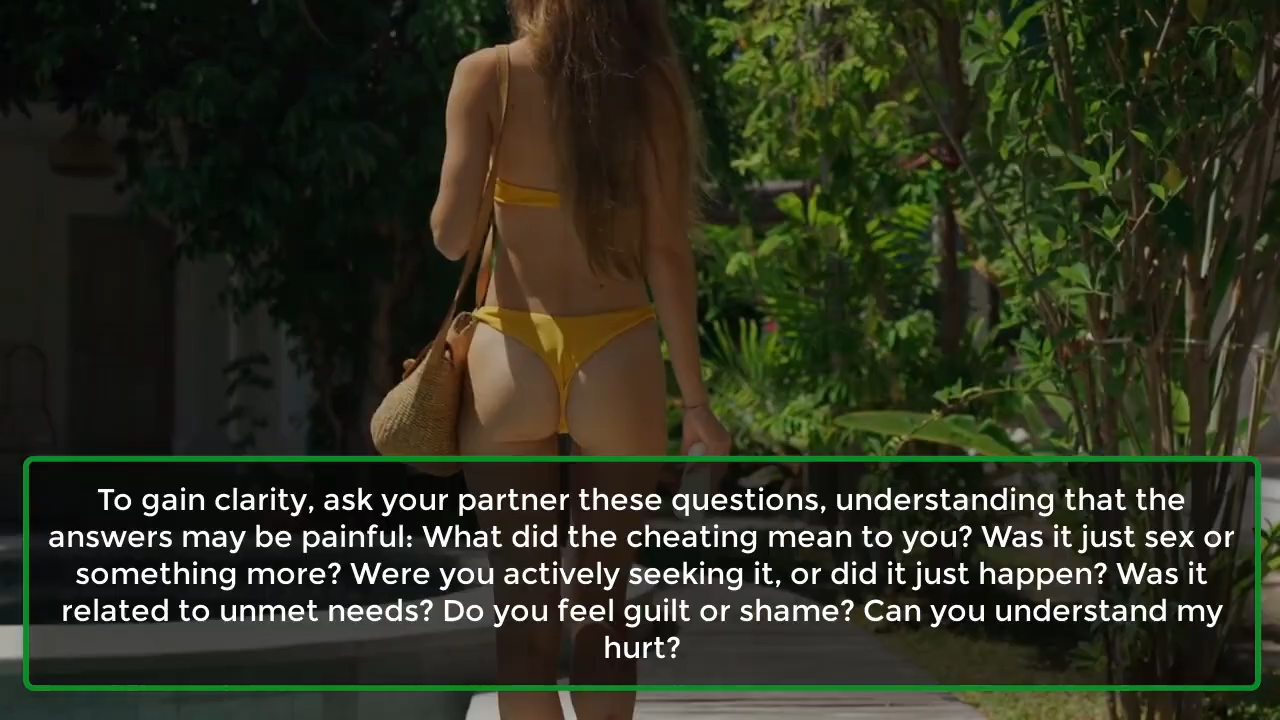 To gain clarity, ask your partner these questions, understanding that the
answers may be painful: What did the cheating mean to you? Was it just sex or
something more? Were you actively seeking it, or did it just happen? Was it
related to unmet needs? Do you feel guilt or shame? Can you understand my
hurt?